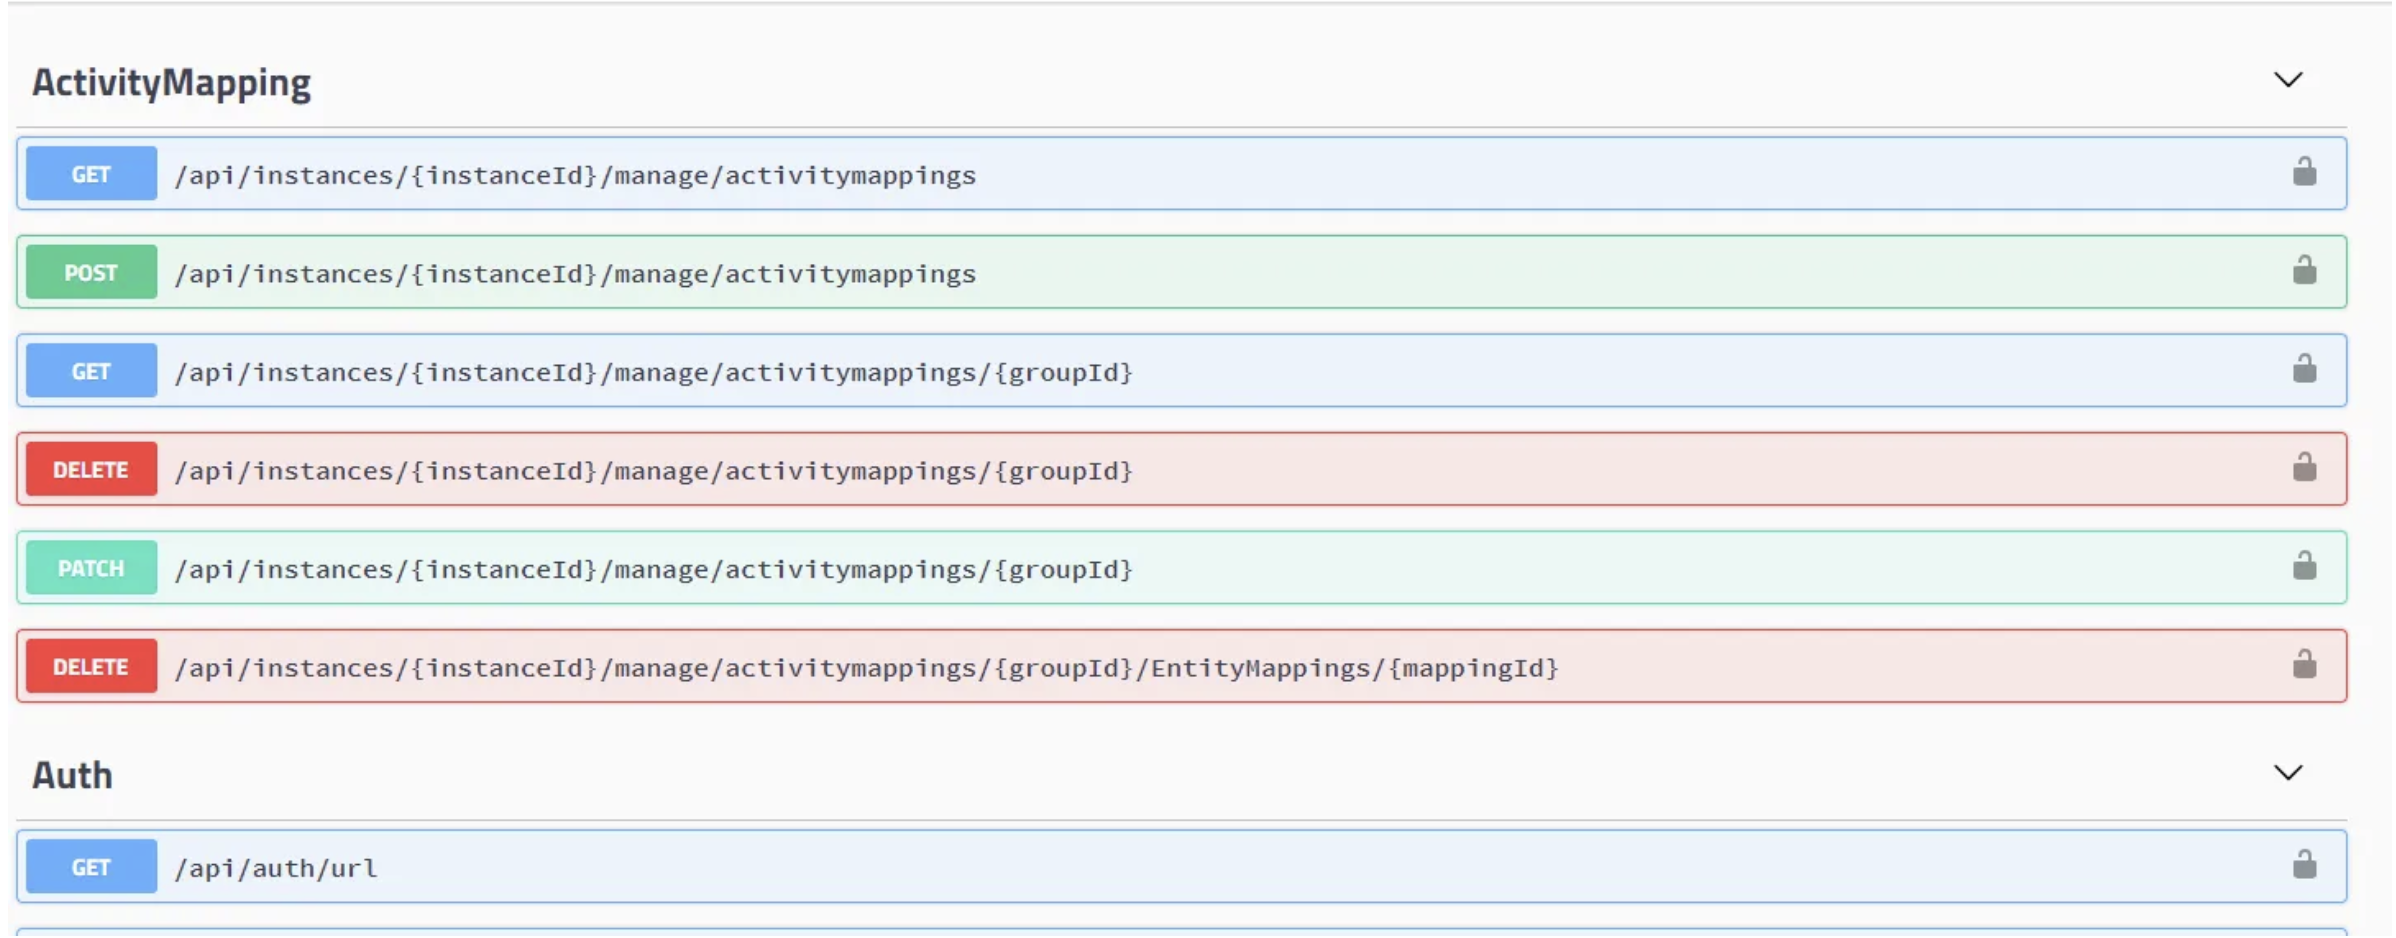 ActivityMapping
GET /api/instances/{instanceId}/manage/activitymappings
POST /api/instances/{instanceId}/manage/activitymappings
GET /api/instances/{instanceId}/manage/activitymappings/{groupId}
DELETE /api/instances/{instanceId}/manage/activitymappings/{groupId}
PATCH /api/instances/{instanceId}/manage/activitymappings/{groupId}
DELETE /api/instances/{instanceId}/manage/activitymappings/{groupId}/EntityMappings/{mappingId}
Auth
GET /api/auth/url